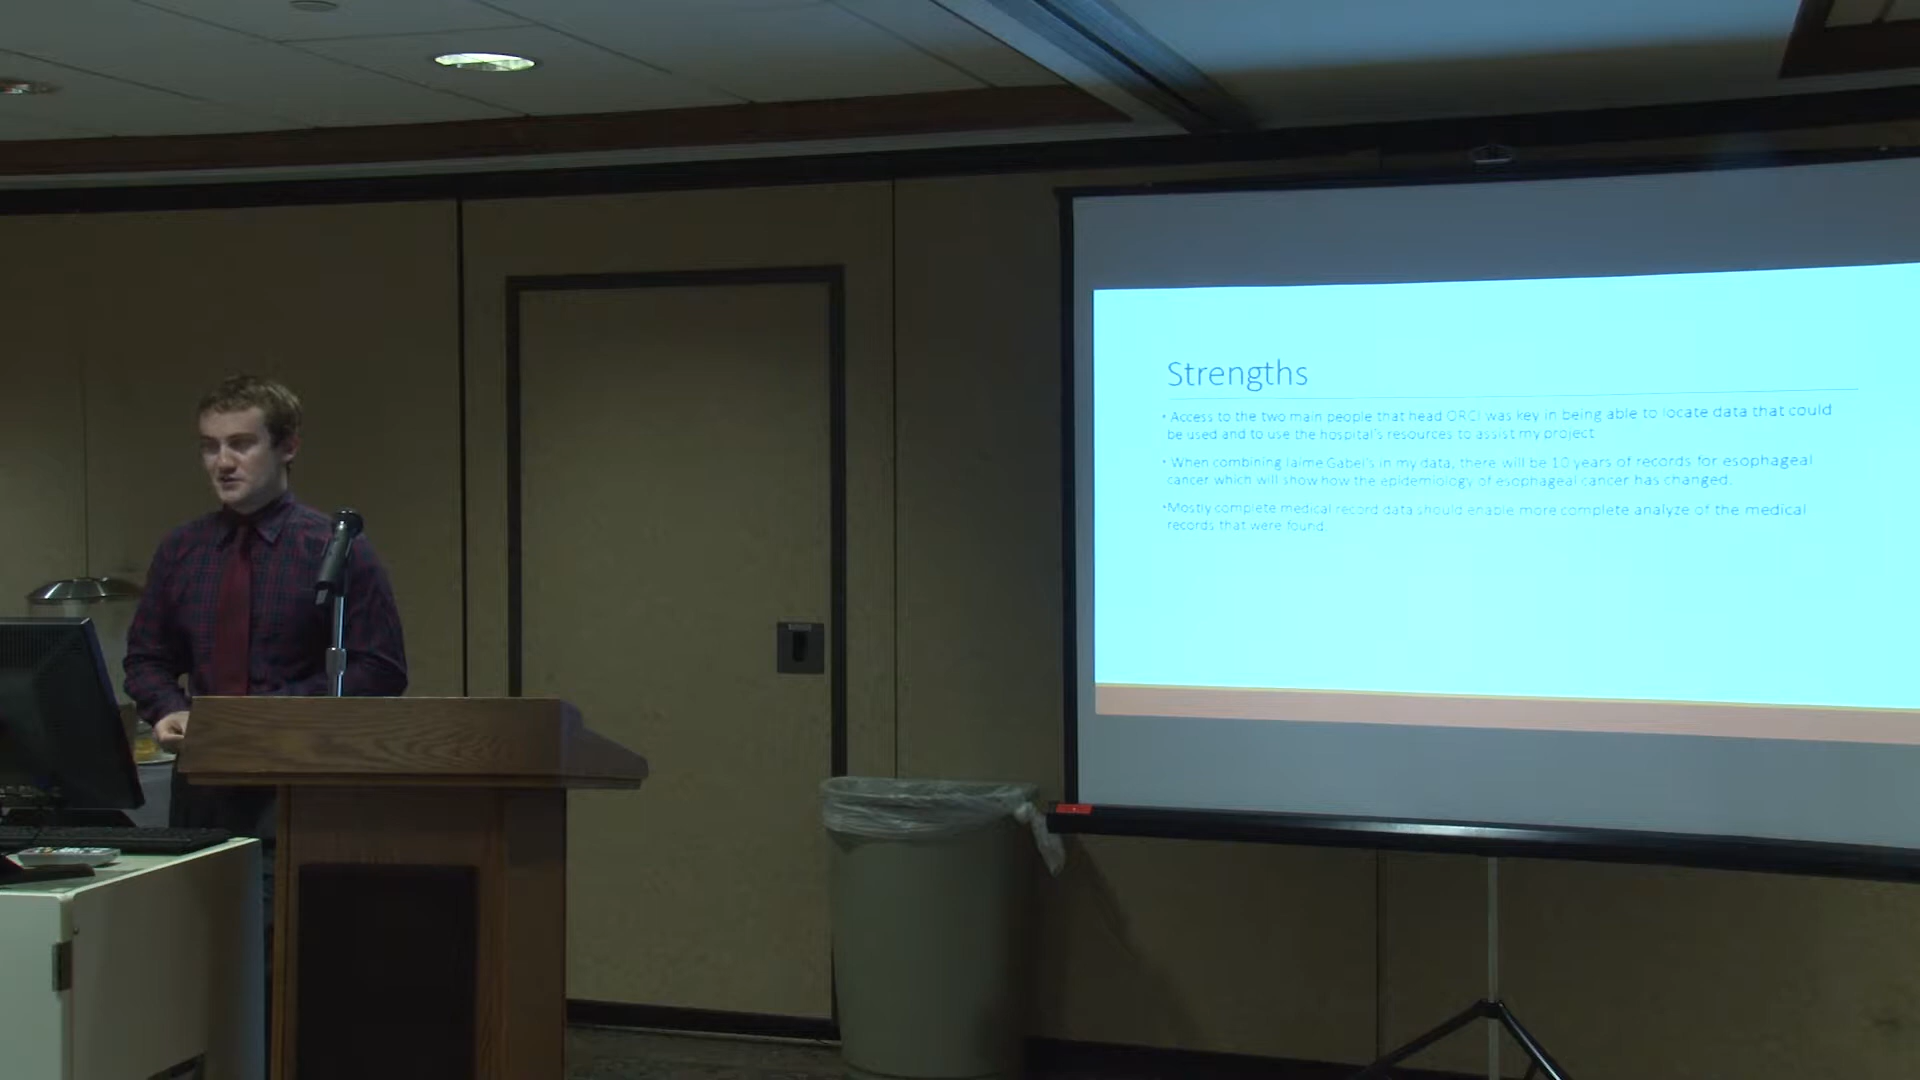 Strengths
• Access to the two main people that head ORCI was key in being able to locate data that could
be used and to use the hospital's resources to assist my project
• When combining Jaime Gabel's in my data, there will be 10 years of records for esophageal
cancer which will show how the epidemiology of esophageal cancer has changed.
•Mostly complete medical record data should enable more complete analyze of the medical
records that were found.